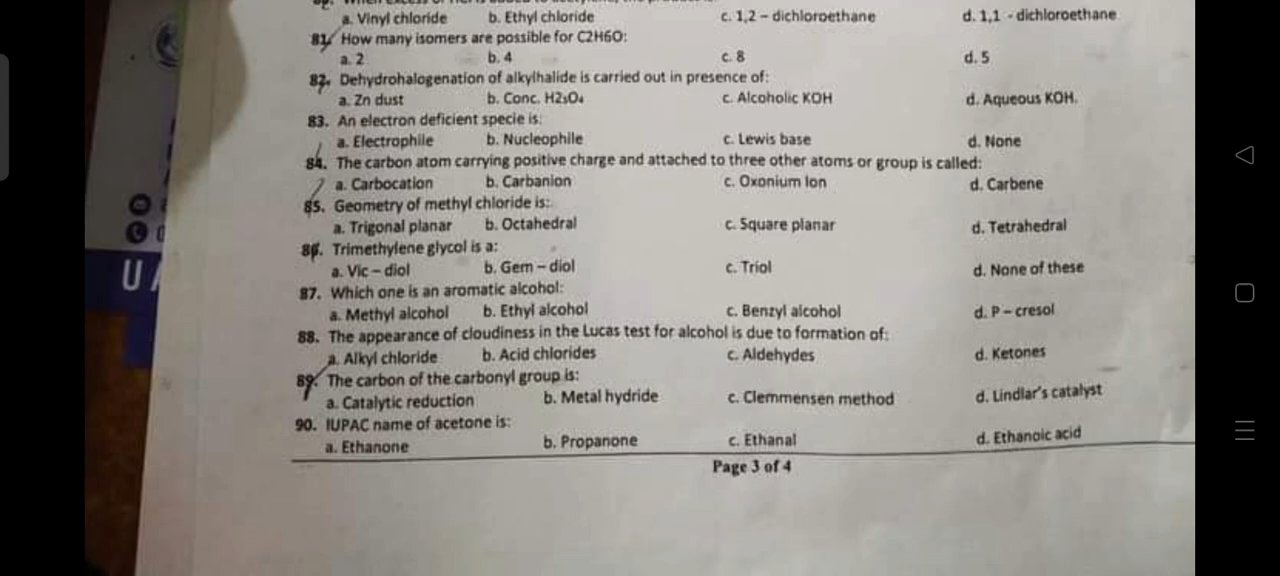 a. Vinyl chloride b. Ethyl chloride c. 1,2 – dichloroethane d. 1,1 - dichloroethane
81. How many isomers are possible for C2H6O:
a. 2 b. 4 c. 8 d. 5
82. Dehydrohalogenation of alkylhalide is carried out in presence of:
a. Zn dust b. Conc. H2SO4 c. Alcoholic KOH d. Aqueous KOH.
83. An electron deficient specie is:
a. Electrophile b. Nucleophile c. Lewis base d. None
84. The carbon atom carrying positive charge and attached to three other atoms or group is called:
a. Carbocation b. Carbanion c. Oxonium Ion d. Carbene
85. Geometry of methyl chloride is:
a. Trigonal planar b. Octahedral c. Square planar d. Tetrahedral
86. Trimethylene glycol is a:
a. Vic – diol b. Gem – diol c. Triol d. None of these
87. Which one is an aromatic alcohol:
a. Methyl alcohol b. Ethyl alcohol c. Benzyl alcohol d. P – cresol
88. The appearance of cloudiness in the Lucas test for alcohol is due to formation of:
a. Alkyl chloride b. Acid chlorides c. Aldehydes d. Ketones
89. The carbon of the carbonyl group is:
a. Catalytic reduction b. Metal hydride c. Clemmensen method d. Lindlar's catalyst
90. IUPAC name of acetone is:
a. Ethanone b. Propanone c. Ethanal d. Ethanoic acid
Page 3 of 4